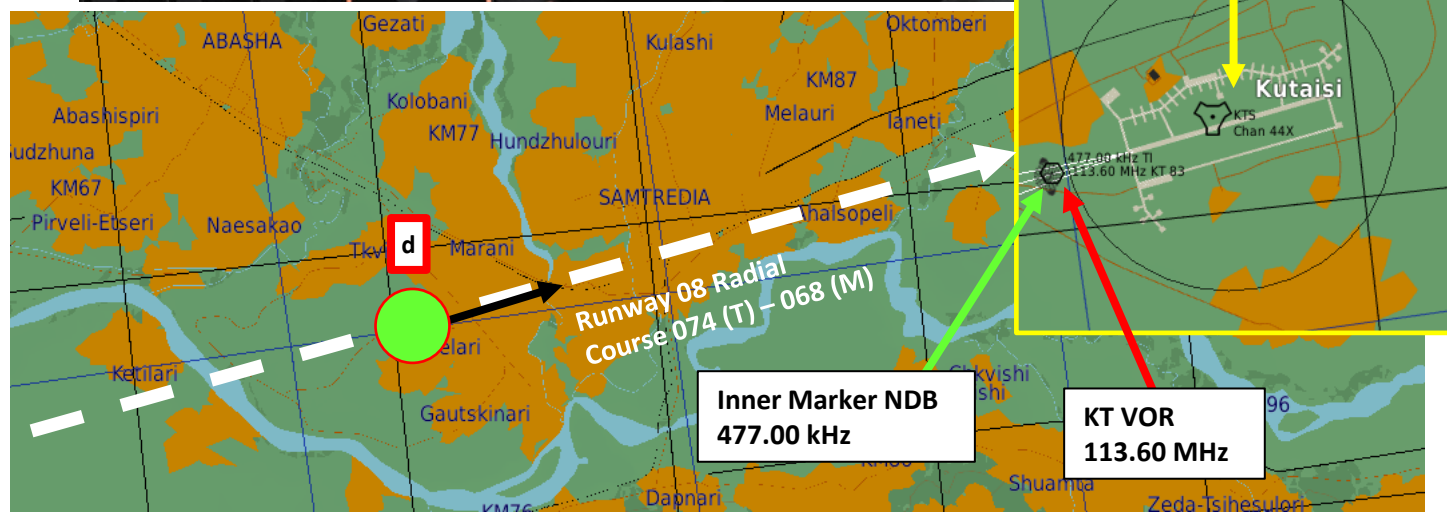 Gezati
Oktomberi
ABASHA
Kulashi
KM87
Kolobani
Melauri
Abashispiri
KM77
Hundzhulouri
Ianeti
KM67
SAMTREDIA
Pirveli-Etseri
Naesakao
Ahalsopeli
d
Marani
Runway 08 Radial
Course 074 (T) – 068 (M)
Ketilari
Gautskinari
KM76
Dapnari
Shuamta
Zeda-Tsihesulori
96
Kutaisi
KTS
Chan 44X
477.00 kHz TI
113.60 MHz KT 83
Inner Marker NDB
477.00 kHz
KT VOR
113.60 MHz